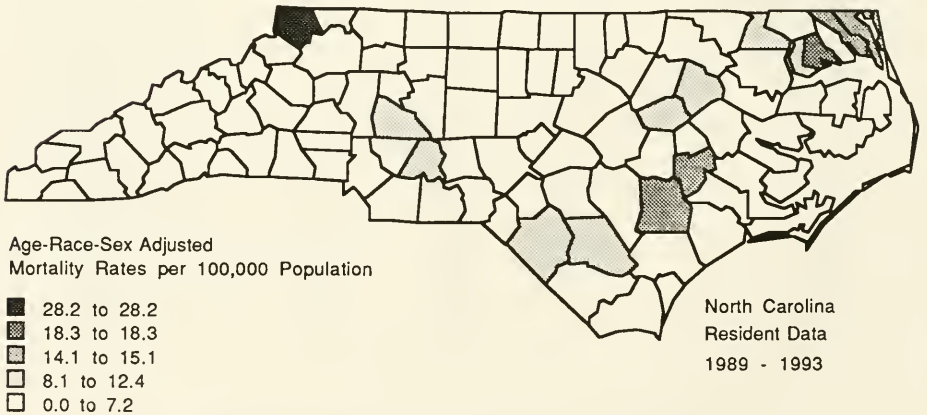 Age-Race-Sex Adjusted
Mortality Rates per 100,000 Population
28.2 to 28.2
18.3 to 18.3
14.1 to 15.1
8.1 to 12.4
0.0 to 7.2
North Carolina
Resident Data
1989 - 1993